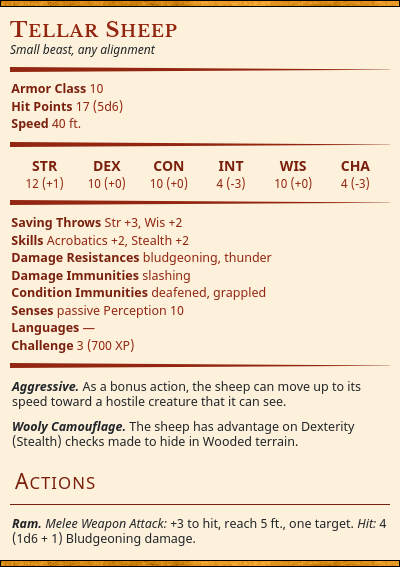 Tellar Sheep
Small beast, any alignment
Armor Class 10
Hit Points 17 (5d6)
Speed 40 ft.
STR DEX CON INT WIS CHA
12 (+1) 10 (+0) 10 (+0) 4 (-3) 10 (+0) 4 (-3)
Saving Throws Str +3, Wis +2
Skills Acrobatics +2, Stealth +2
Damage Resistances bludgeoning, thunder
Damage Immunities slashing
Condition Immunities deafened, grappled
Senses passive Perception 10
Languages —
Challenge 3 (700 XP)
Aggressive. As a bonus action, the sheep can move up to its
speed toward a hostile creature that it can see.
Wooly Camouflage. The sheep has advantage on Dexterity
(Stealth) checks made to hide in Wooded terrain.
Actions
Ram. Melee Weapon Attack: +3 to hit, reach 5 ft., one target. Hit: 4
(1d6 + 1) Bludgeoning damage.